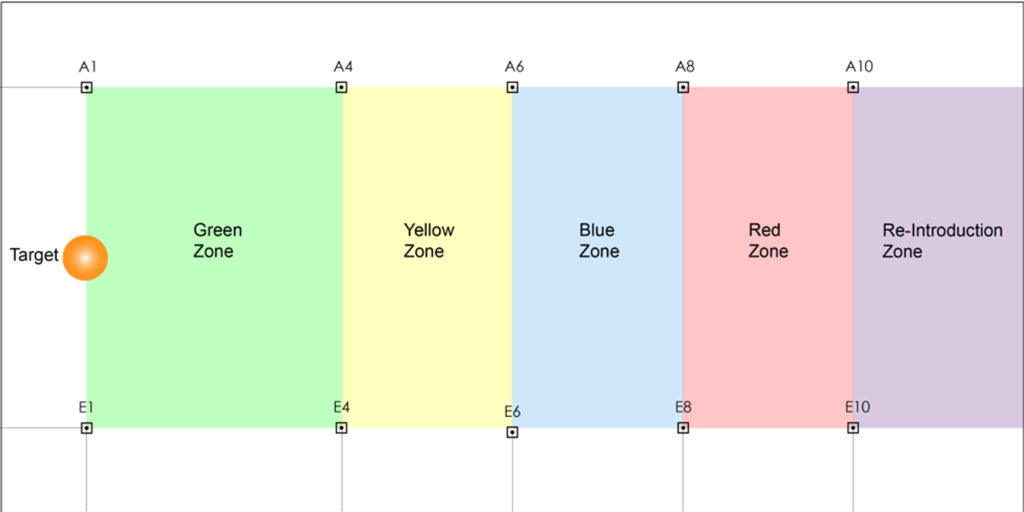 A1
A4
A6
A8
A10
Green
Zone
Yellow
Zone
Blue
Zone
Red
Zone
Re-Introduction
Zone
Target
E1
E4
E6
E8
E10